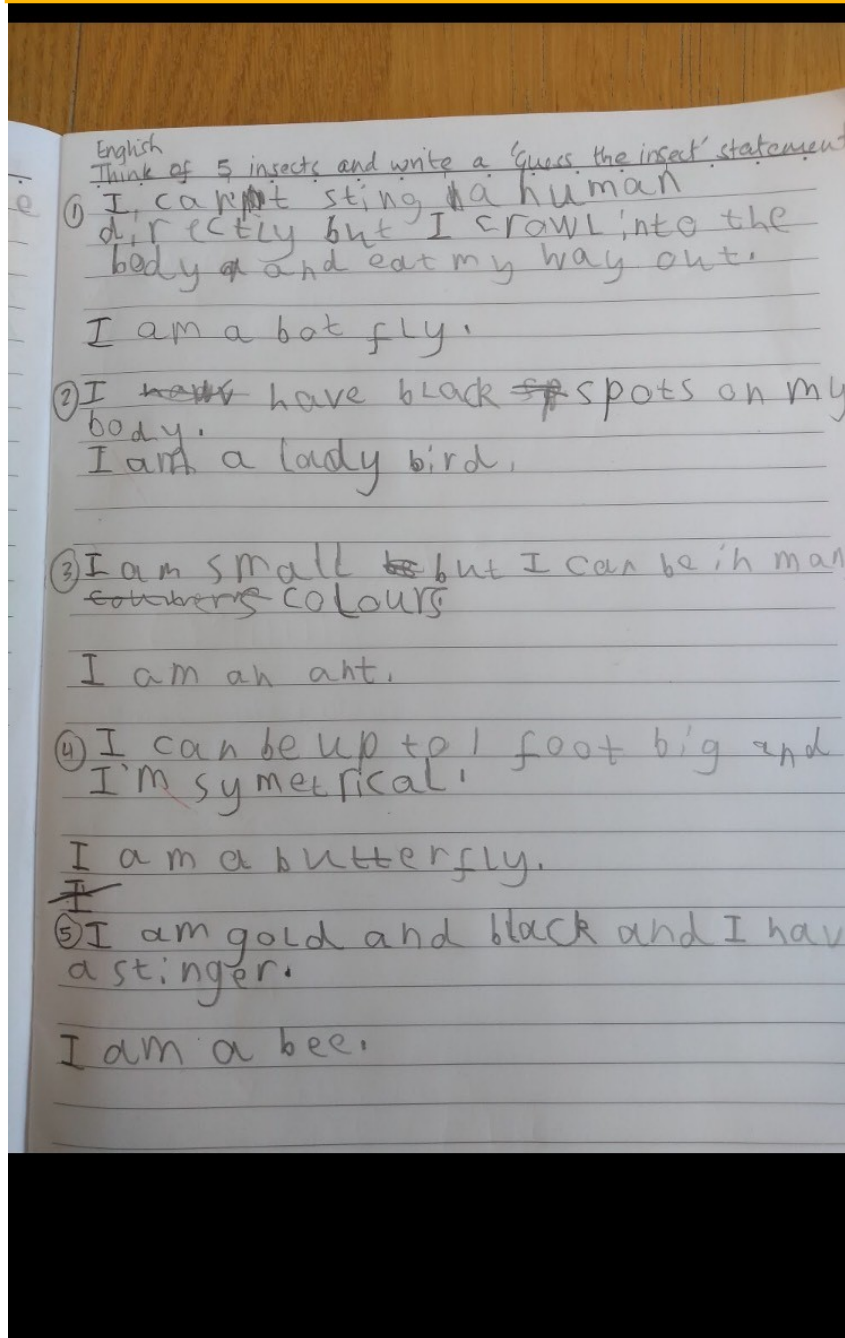 English
Think of 5 insects and write a 'Guess the insect' statement
① I can't sting a human
directly but I crawl into the
body and eat my way out.
I am a bot fly.
② I have black spots on my
body.
I am a lady bird.
③ I am small but I can be in man
colours
I am an ant.
④ I can be up to 1 foot big and
I'm symetrical.
I am a butterfly.
⑤ I am gold and black and I hav
a stinger.
I am a bee.
e